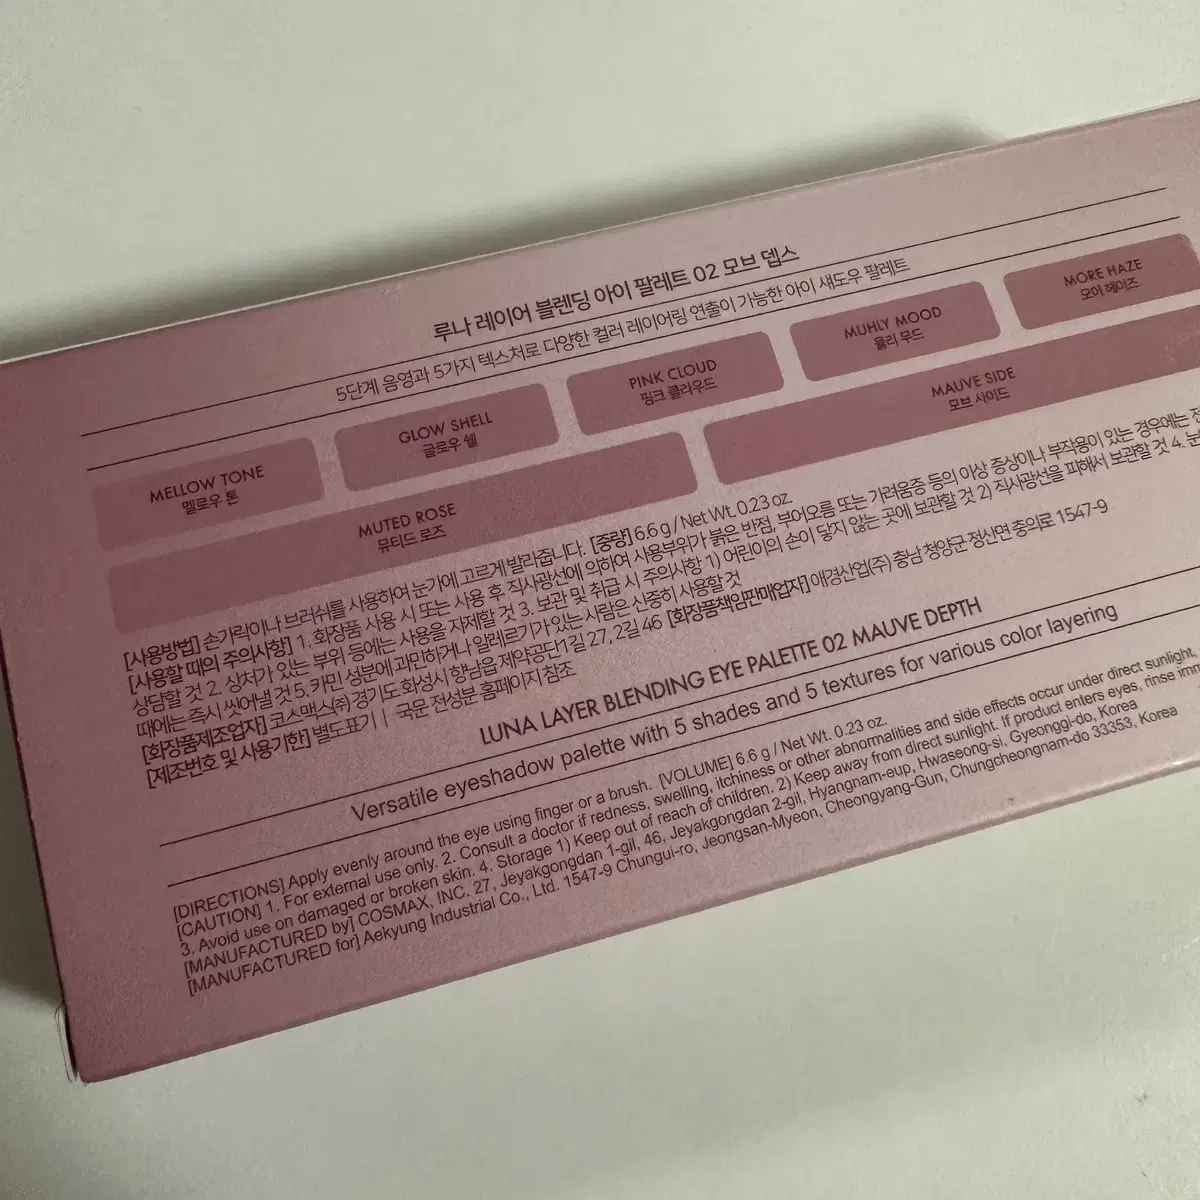 루나 레이어 블렌딩 아이 팔레트 02 모브 뎁스
5단계 음영과 5가지 텍스처로 다양한 컬러 레이어링 연출이 가능한 아이 섀도우 팔레트
MELLOW TONE
멜로우 톤
GLOW SHELL
글로우 쉘
PINK CLOUD
핑크 클라우드
MUHLY MOOD
뮬리 무드
MORE HAZE
모어 헤이즈
MUTED ROSE
뮤티드 로즈
MAUVE SIDE
모브 사이드
[사용방법] 손가락이나 브러쉬를 사용하여 눈가에 고르게 발라줍니다. [중량] 6.6 g / Net Wt. 0.23 oz.
[사용할 때의 주의사항] 1. 화장품 사용 시 또는 사용 후 직사광선에 의하여 사용부위가 붉은 반점, 부어오름 또는 가려움증 등의 이상 증상이나 부작용이 있는 경우에는
상담할 것 2. 상처가 있는 부위 등에는 사용을 자제할 것 3. 보관 및 취급 시 주의사항 1) 어린이의 손이 닿지 않는 곳에 보관할 것 2) 직사광선을 피해서 보관할 것 4.
때에는 즉시 씻어낼 것 5. 카민 성분에 과민하거나 알레르기가 있는 사람은 신중히 사용할 것
[화장품제조업자] 코스맥스㈜ 경기도 화성시 향남읍 제약공단1길 27, 2길 46 [화장품책임판매업자] 애경산업(주) 충남 청양군 정산면 충의로 1547-9
[제조번호 및 사용기한] 별도표기 | 국문 전성분 홈페이지 참조
LUNA LAYER BLENDING EYE PALETTE 02 MAUVE DEPTH
Versatile eyeshadow palette with 5 shades and 5 textures for various color layering
[DIRECTIONS] Apply evenly around the eye using finger or a brush. [VOLUME] 6.6 g / Net Wt. 0.23 oz.
[CAUTION] 1. For external use only. 2. Consult a doctor if redness, swelling, itchiness or other abnormalities and side effects occur under direct sunlight,
3. Avoid use on damaged or broken skin. 4. Storage 1) Keep out of reach of children. 2) Keep away from direct sunlight. If product enters eyes, rinse
[MANUFACTURED by] COSMAX, INC. 27, Jeyakgongdan 1-gil, 46, Jeyakgongdan 2-gil, Hyangnam-eup, Hwaseong-si, Gyeonggi-do, Korea
[MANUFACTURED for] Aekyung Industrial Co., Ltd. 1547-9 Chungui-ro, Jeongsan-Myeon, Cheongyang-Gun, Chungcheongnam-do 33353, Korea